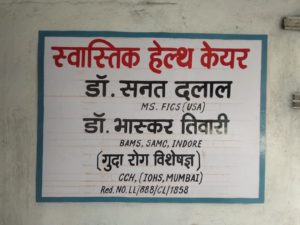 स्वास्तिक हेल्थ केयर
डॉ. सनत दलाल
MS. FICS (USA)
डॉ. भास्कर तिवारी
BAMS, SAMC, INDORE
(गुदा रोग विशेषज्ञ)
CCH, (IOHS, MUMBAI)
Red. NO. LL/888/CL/1858